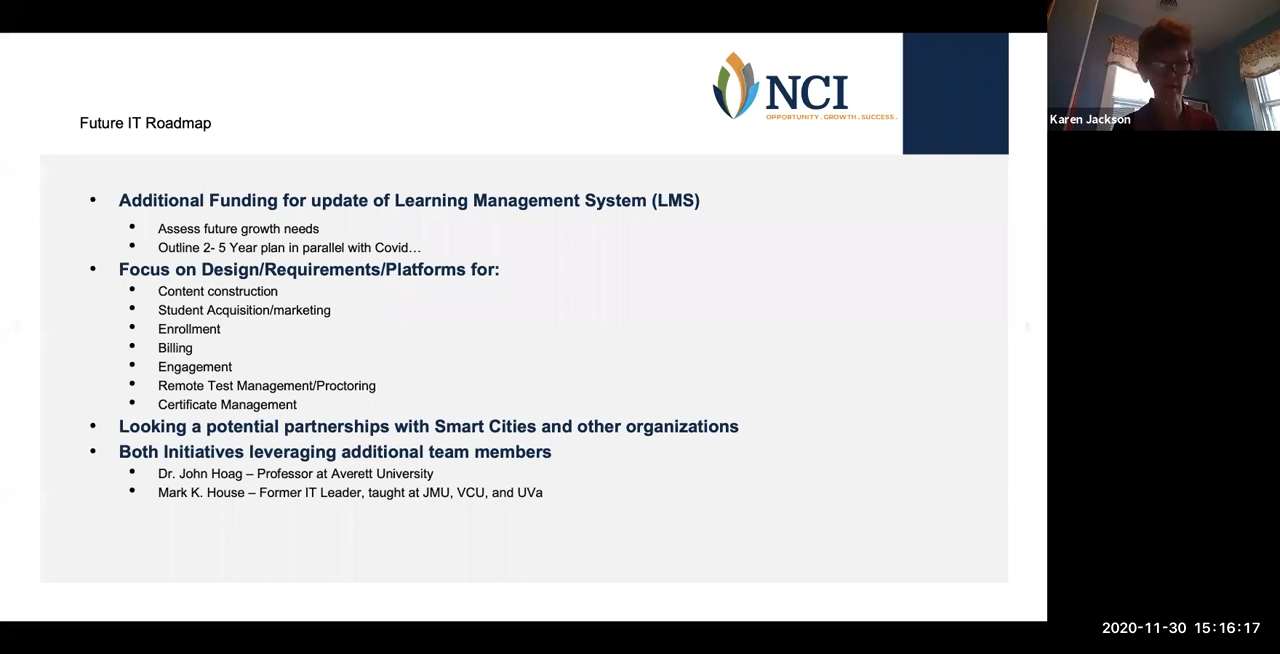 NCI
OPPORTUNITY . GROWTH . SUCCESS.
Future IT Roadmap
Karen Jackson
• Additional Funding for update of Learning Management System (LMS)
• Assess future growth needs
• Outline 2- 5 Year plan in parallel with Covid…
• Focus on Design/Requirements/Platforms for:
• Content construction
• Student Acquisition/marketing
• Enrollment
• Billing
• Engagement
• Remote Test Management/Proctoring
• Certificate Management
• Looking a potential partnerships with Smart Cities and other organizations
• Both Initiatives leveraging additional team members
• Dr. John Hoag – Professor at Averett University
• Mark K. House – Former IT Leader, taught at JMU, VCU, and UVa
2020-11-30 15:16:17